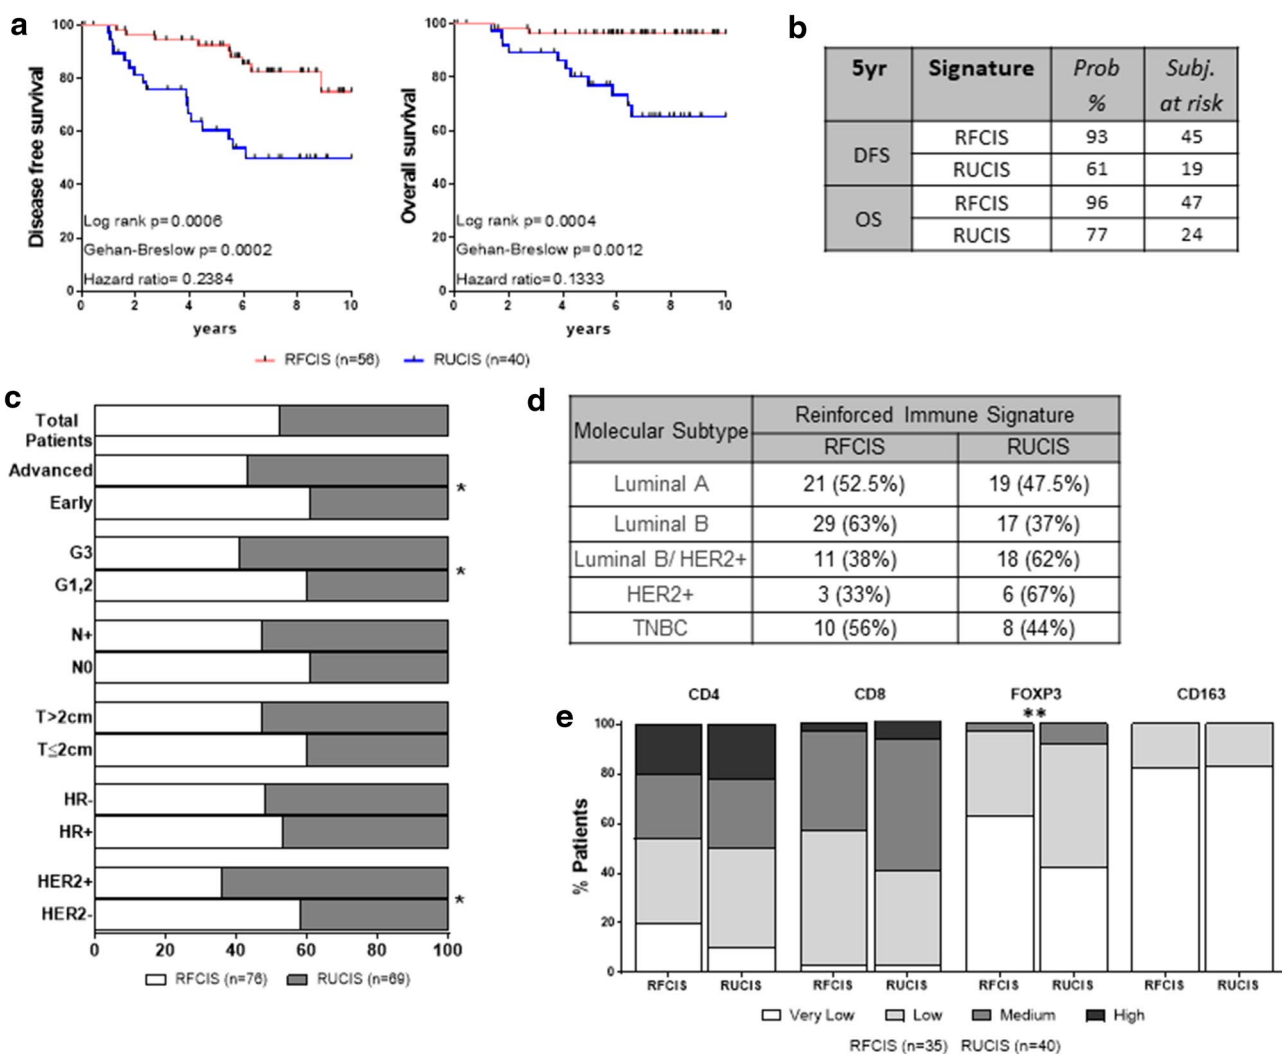 a
Disease free survival
100
80
60
40
20
0
Log rank p= 0.0006
Gehan-Breslow p= 0.0002
Hazard ratio= 0.2384
0 2 4 6 8 10
years
Overall survival
100
80
60
40
20
0
Log rank p= 0.0004
Gehan-Breslow p= 0.0012
Hazard ratio= 0.1333
0 2 4 6 8 10
years
RFCIS (n=56) RUCIS (n=40)
b
5yr Signature Prob % Subj. at risk
DFS RFCIS 93 45
RUCIS 61 19
OS RFCIS 96 47
RUCIS 77 24
c
Total
Patients
Advanced
*
Early
G3
*
G1,2
N+
N0
T>2cm
T≤2cm
HR-
HR+
HER2+
*
HER2-
0 20 40 60 80 100
RFCIS (n=76) RUCIS (n=69)
d
Molecular Subtype Reinforced Immune Signature
RFCIS RUCIS
Luminal A 21 (52.5%) 19 (47.5%)
Luminal B 29 (63%) 17 (37%)
Luminal B/ HER2+ 11 (38%) 18 (62%)
HER2+ 3 (33%) 6 (67%)
TNBC 10 (56%) 8 (44%)
e
CD4 CD8 FOXP3 CD163
**
% Patients
100
80
60
40
20
0
RFCIS RUCIS RFCIS RUCIS RFCIS RUCIS RFCIS RUCIS
Very Low Low Medium High
RFCIS (n=35) RUCIS (n=40)